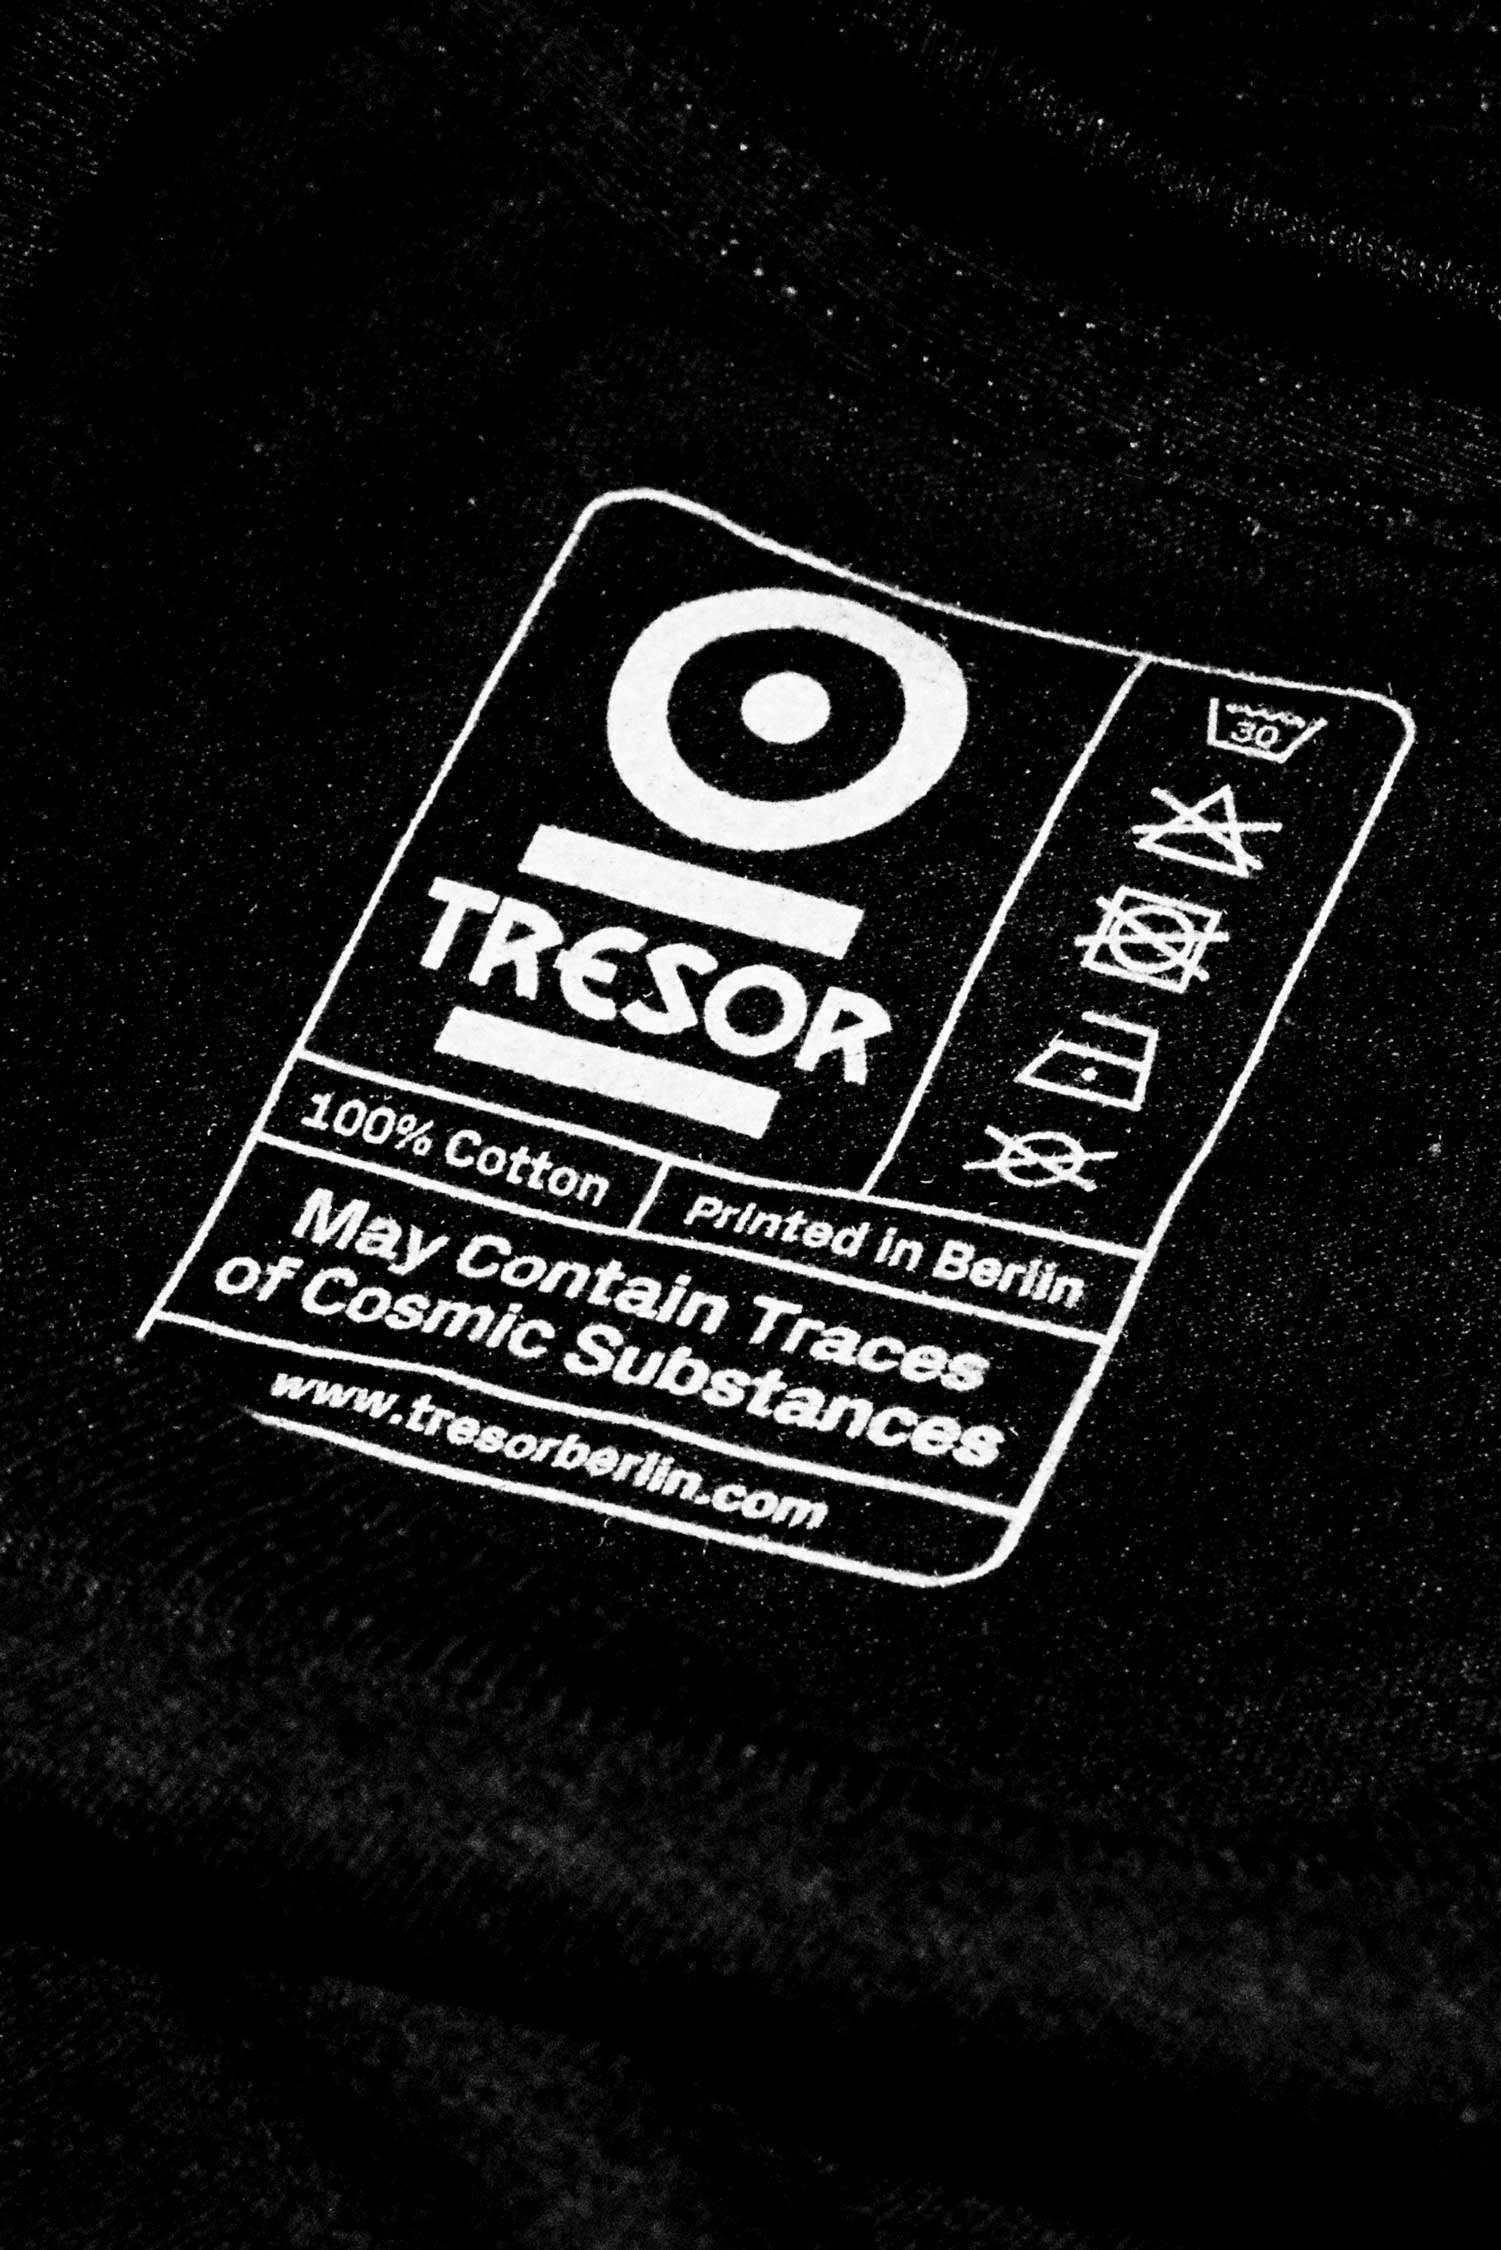 TRESOR
30
100% Cotton
Printed in Berlin
May Contain Traces
of Cosmic Substances
www.tresorberlin.com